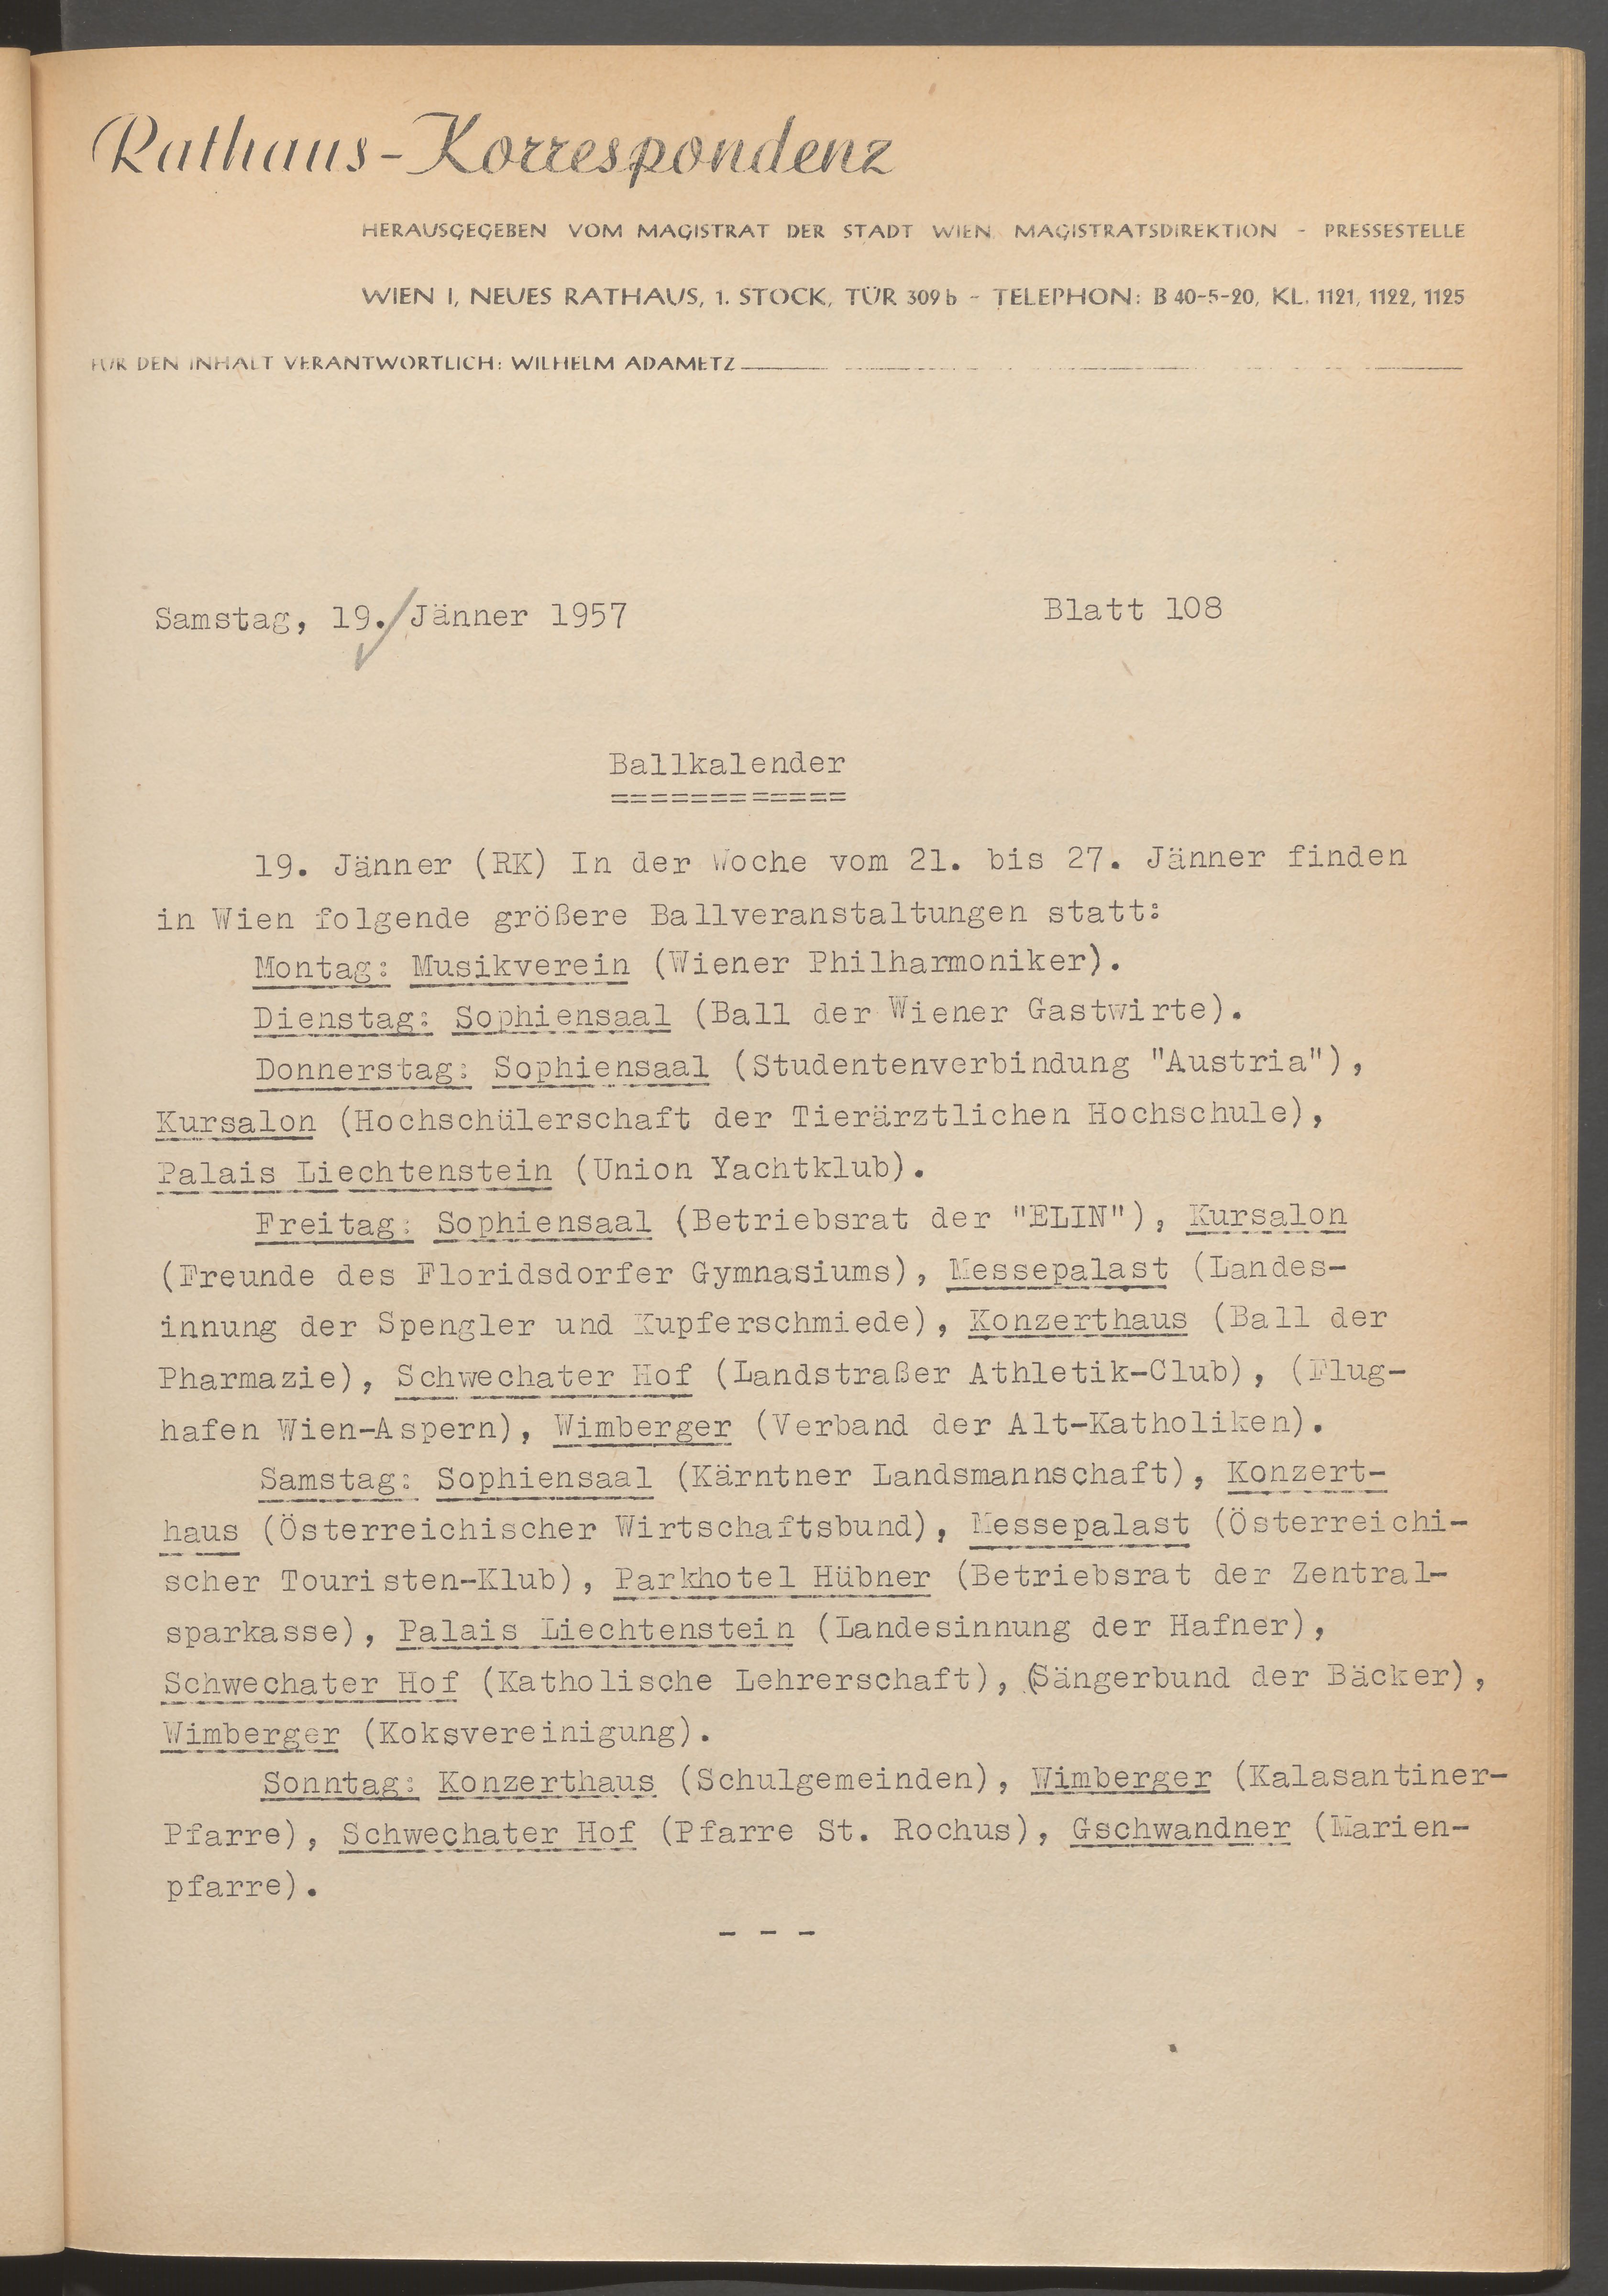 Rathaus-Korrespondenz
HERAUSGEGEBEN VOM MAGISTRAT DER STADT WIEN MAGISTRATSDIREKTION - PRESSESTELLE
WIEN I, NEUES RATHAUS, 1. STOCK, TÜR 309 b - TELEPHON: B 40-5-20, KL. 1121, 1122, 1125
FÜR DEN INHALT VERANTWORTLICH: WILHELM ADAMETZ
Samstag, 19. Jänner 1957 Blatt 108
Ballkalender
============
19. Jänner (RK) In der Woche vom 21. bis 27. Jänner finden
in Wien folgende größere Ballveranstaltungen statt:
Montag: Musikverein (Wiener Philharmoniker).
Dienstag: Sophiensaal (Ball der Wiener Gastwirte).
Donnerstag: Sophiensaal (Studentenverbindung "Austria"),
Kursalon (Hochschülerschaft der Tierärztlichen Hochschule),
Palais Liechtenstein (Union Yachtklub).
Freitag: Sophiensaal (Betriebsrat der "ELIN"), Kursalon
(Freunde des Floridsdorfer Gymnasiums), Messepalast (Landes-
innung der Spengler und Kupferschmiede), Konzerthaus (Ball der
Pharmazie), Schwechater Hof (Landstraßer Athletik-Club), (Flug-
hafen Wien-Aspern), Wimberger (Verband der Alt-Katholiken).
Samstag: Sophiensaal (Kärntner Landsmannschaft), Konzert-
haus (Österreichischer Wirtschaftsbund), Messepalast (Österreichi-
scher Touristen-Klub), Parkhotel Hübner (Betriebsrat der Zentral-
sparkasse), Palais Liechtenstein (Landesinnung der Hafner),
Schwechater Hof (Katholische Lehrerschaft), (Sängerbund der Bäcker),
Wimberger (Koksvereinigung).
Sonntag: Konzerthaus (Schulgemeinden), Wimberger (Kalasantiner-
Pfarre), Schwechater Hof (Pfarre St. Rochus), Gschwandner (Marien-
pfarre).
- - -